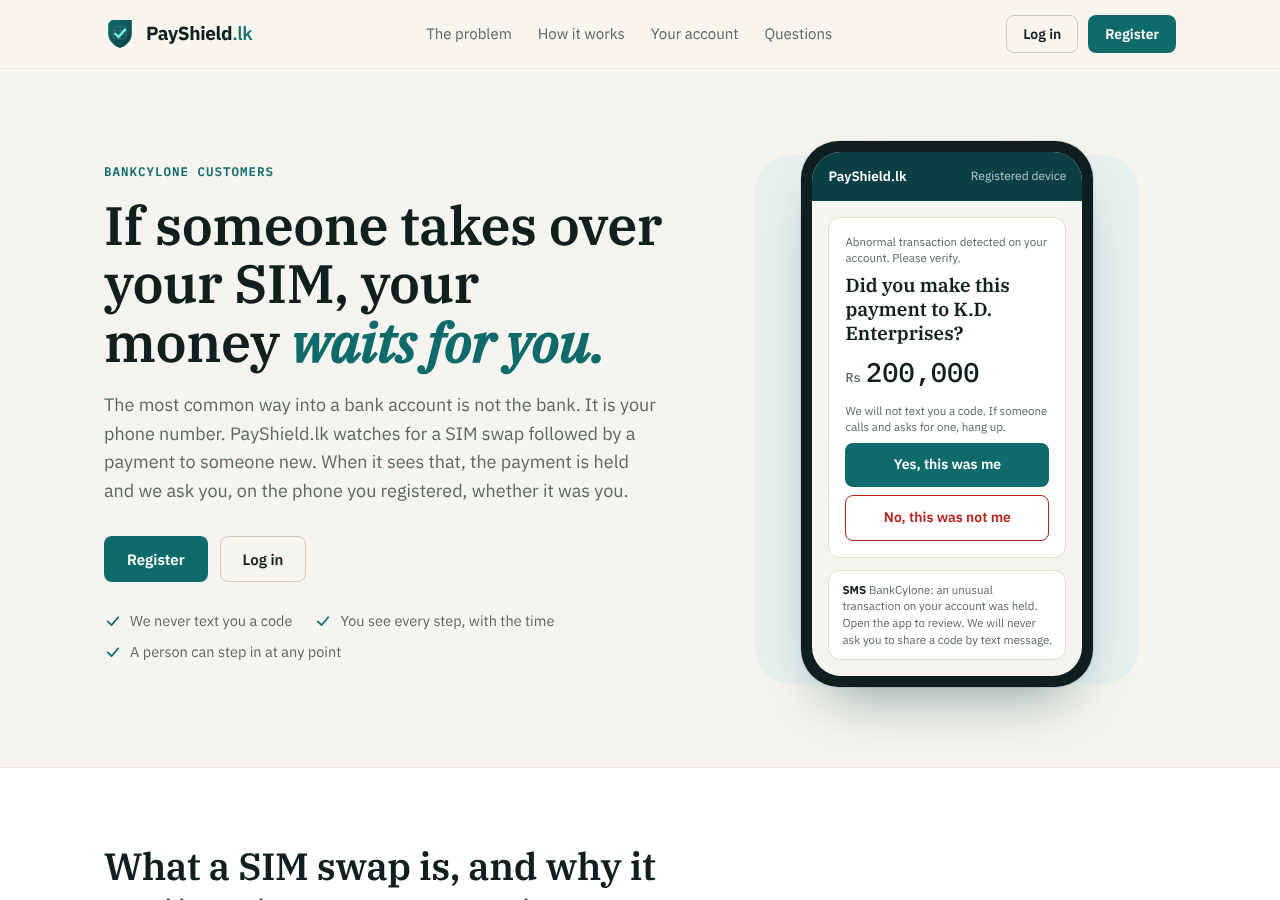 PayShield.lk
The problem
How it works
Your account
Questions
Log in
Register
BANKCYLONE CUSTOMERS
If someone takes over
your SIM, your
money waits for you.
The most common way into a bank account is not the bank. It is your
phone number. PayShield.lk watches for a SIM swap followed by a
payment to someone new. When it sees that, the payment is held
and we ask you, on the phone you registered, whether it was you.
Register
Log in
We never text you a code
You see every step, with the time
A person can step in at any point
PayShield.lk
Registered device
Abnormal transaction detected on your
account. Please verify.
Did you make this
payment to K.D.
Enterprises?
Rs 200,000
We will not text you a code. If someone
calls and asks for one, hang up.
Yes, this was me
No, this was not me
SMS BankCylone: an unusual
transaction on your account was held.
Open the app to review. We will never
ask you to share a code by text message.
What a SIM swap is, and why it